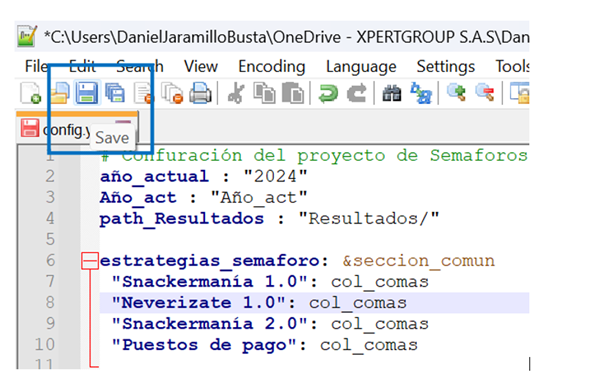 *C:\Users\DanielJaramilloBusta\OneDrive - XPERTGROUP S.A.S\Dan
File Edit Search View Encoding Language Settings Tools
config.y
Save
1 # Confuración del proyecto de Semaforos
2 año_actual : "2024"
3 Año_act : "Año_act"
4 path_Resultados : "Resultados/"
5
6 estrategias_semaforo: &seccion_comun
7 "Snackermanía 1.0": col_comas
8 "Neverizate 1.0": col_comas
9 "Snackermanía 2.0": col_comas
10 "Puestos de pago": col_comas
11